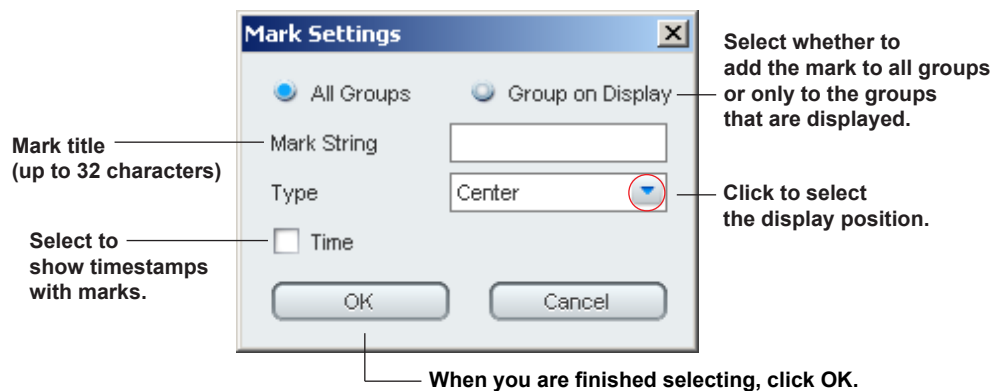 Mark Settings
Select whether to
add the mark to all groups
or only to the groups
that are displayed.
All Groups
Group on Display
Mark title
(up to 32 characters)
Mark String
Type
Center
Click to select
the display position.
Select to
show timestamps
with marks.
Time
OK
Cancel
When you are finished selecting, click OK.